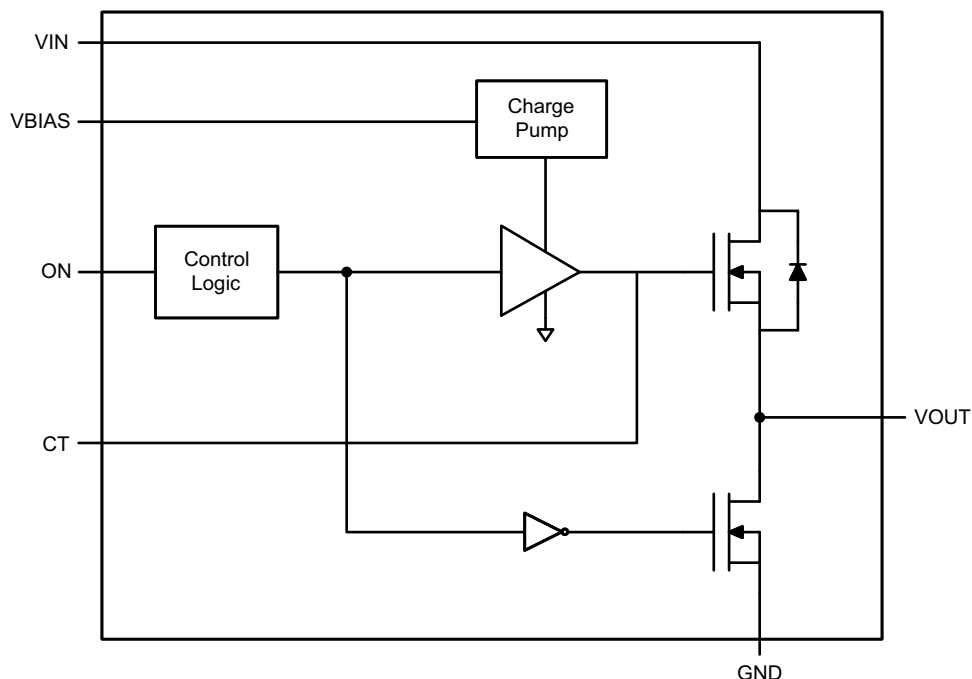 VIN
Charge
Pump
VBIAS
Control
Logic
ON
VOUT
CT
GND